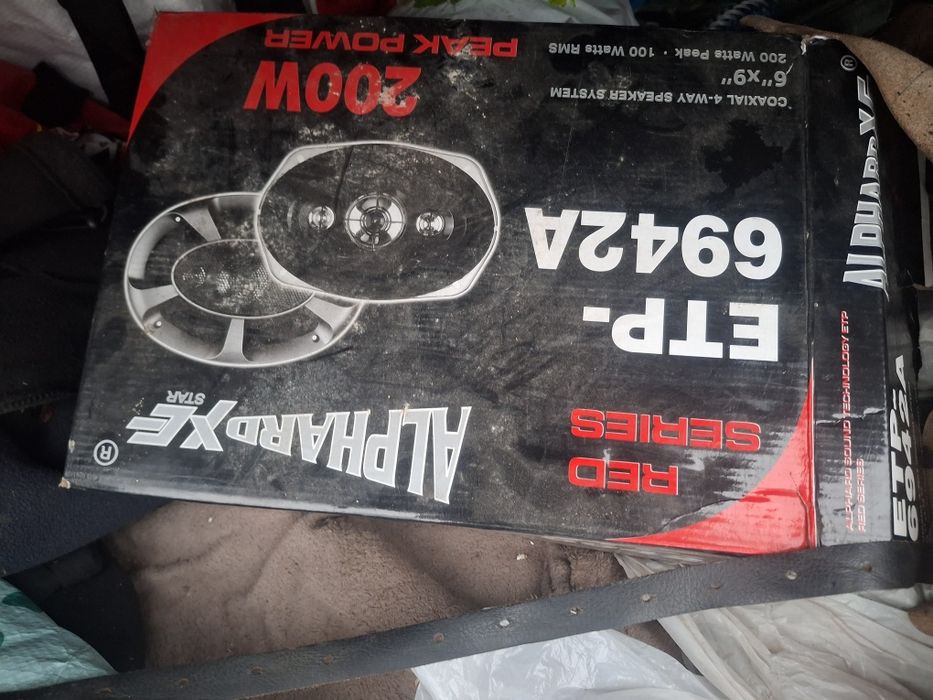 RED
SERIES
ALPHARD XE
STAR
®
ETP-
6942A
COAXIAL 4-WAY SPEAKER SYSTEM
6"x9"
200 Watts Peak • 100 Watts RMS
200W
PEAK POWER
ALPHARD XE
®
ALPHARD SOUND TECHNOLOGY ETP
RED SERIES
ETP-
6942A